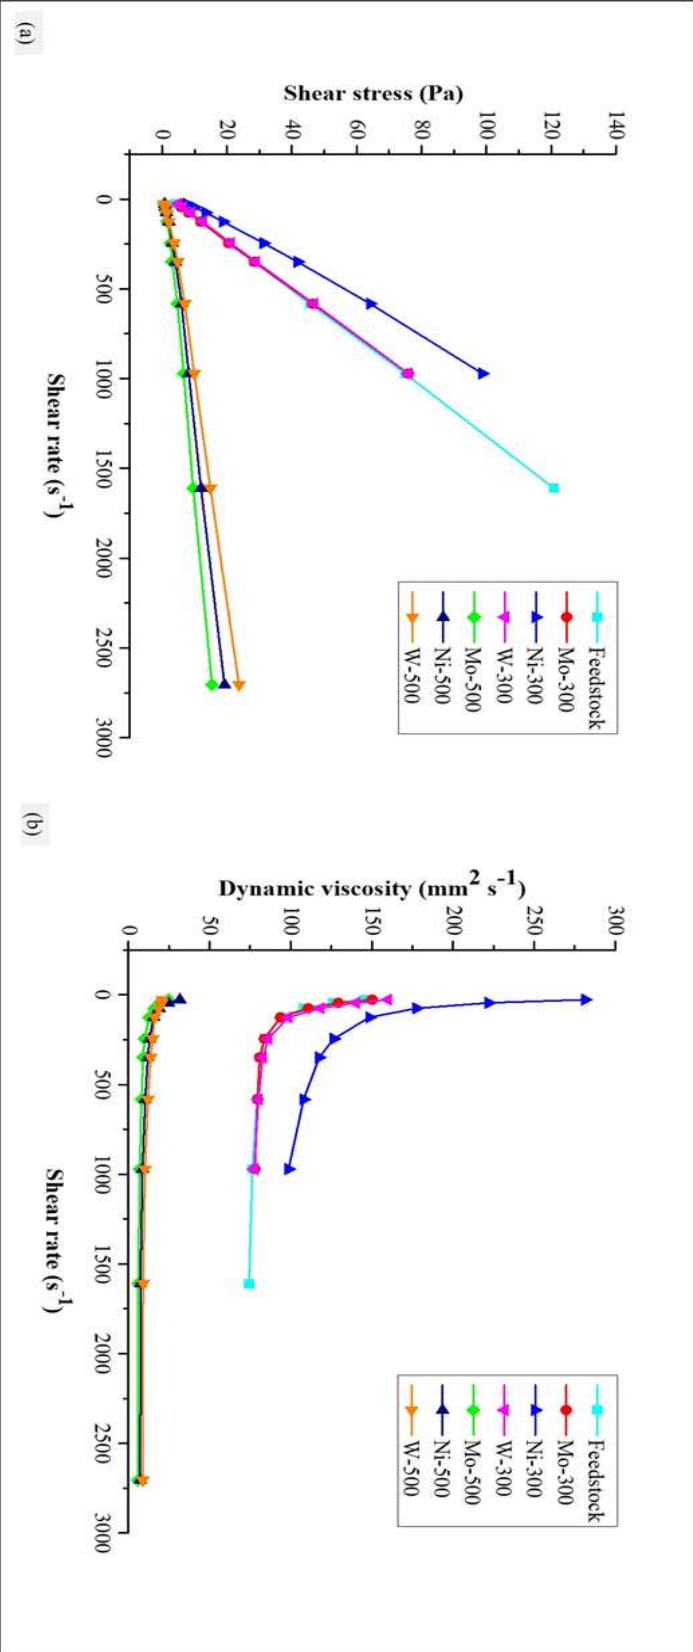 (a)
Shear stress (Pa)
140
120
100
80
60
40
20
0
0
500
1000
1500
2000
2500
3000
Shear rate (s-1)
Feedstock
Mo-300
Ni-300
W-300
Mo-500
Ni-500
W-500
(b)
Dynamic viscosity (mm2 s-1)
300
250
200
150
100
50
0
0
500
1000
1500
2000
2500
3000
Shear rate (s-1)
Feedstock
Mo-300
Ni-300
W-300
Mo-500
Ni-500
W-500